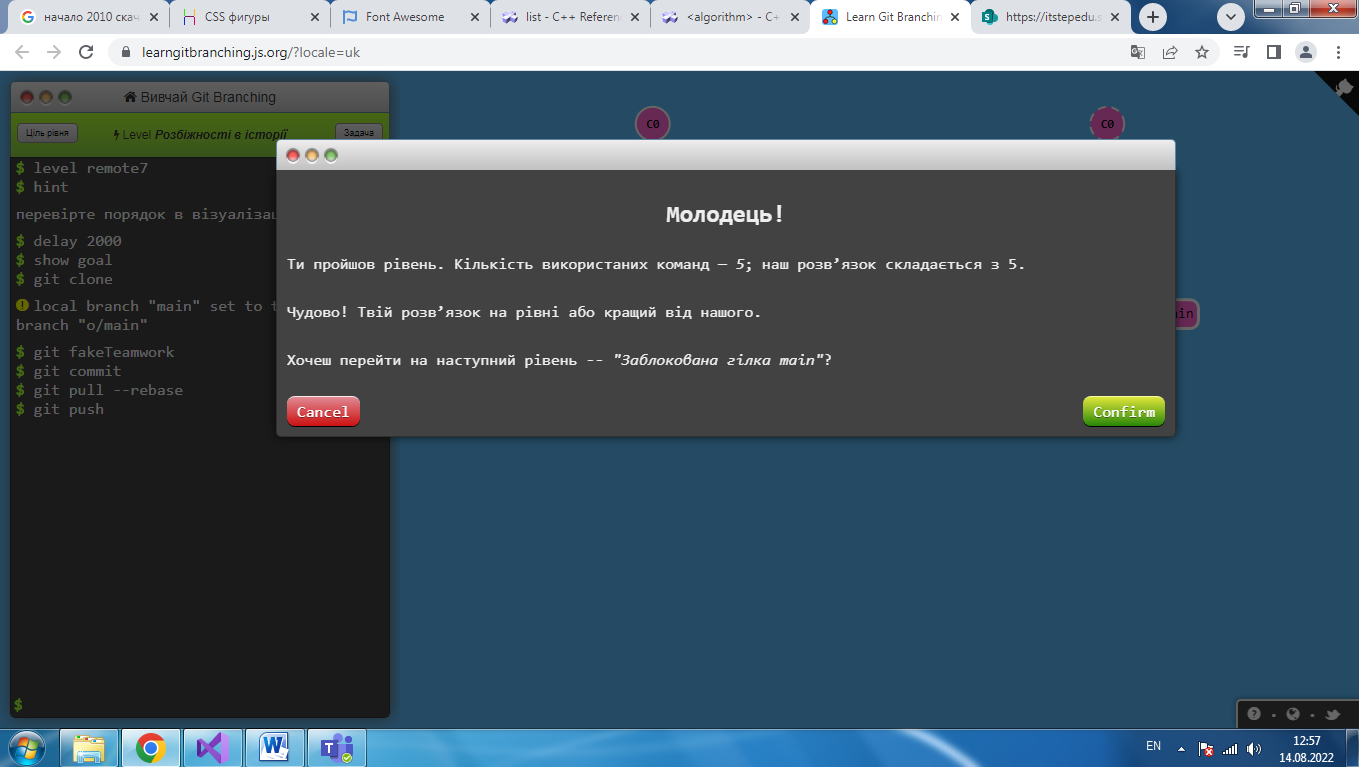 начало 2010 скач
CSS фигуры
Font Awesome
list - C++ Referen
<algorithm> - C+
Learn Git Branchin
https://itstepedu.s
learngitbranching.js.org/?locale=uk
Вивчай Git Branching
Ціль рівня
Level Розбіжності в історії
Задача
$ level remote7
$ hint
перевірте порядок в візуаліза
$ delay 2000
$ show goal
$ git clone
local branch "main" set to t
branch "o/main"
$ git fakeTeamwork
$ git commit
$ git pull --rebase
$ git push
$
C0
C0
Молодець!
Ти пройшов рівень. Кількість використаних команд — 5; наш розв’язок складається з 5.
Чудово! Твій розв’язок на рівні або кращий від нашого.
Хочеш перейти на наступний рівень -- "Заблокована гілка main"?
Cancel
Confirm
in
EN
12:57
14.08.2022